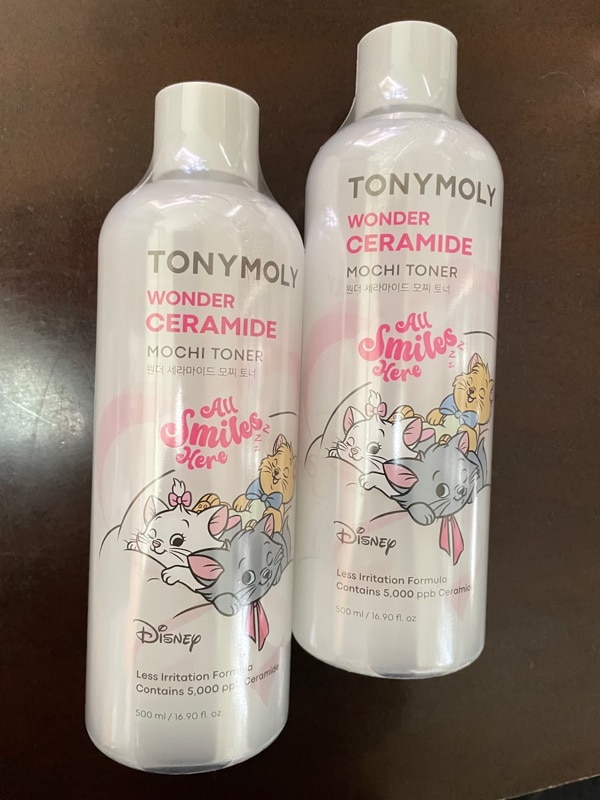 TONYMOLY
WONDER
CERAMIDE
MOCHI TONER
원더 세라마이드 모찌 토너
All
Smiles
Here
z z z
Disney
Less Irritation Formula
Contains 5,000 ppb Ceramide
500 ml / 16.90 fl. oz.
TONYMOLY
WONDER
CERAMIDE
MOCHI TONER
원더 세라마이드 모찌 토너
All
Smiles
Here
z z z
Disney
Less Irritation Formula
Contains 5,000 ppb Ceramide
500 ml / 16.90 fl. oz